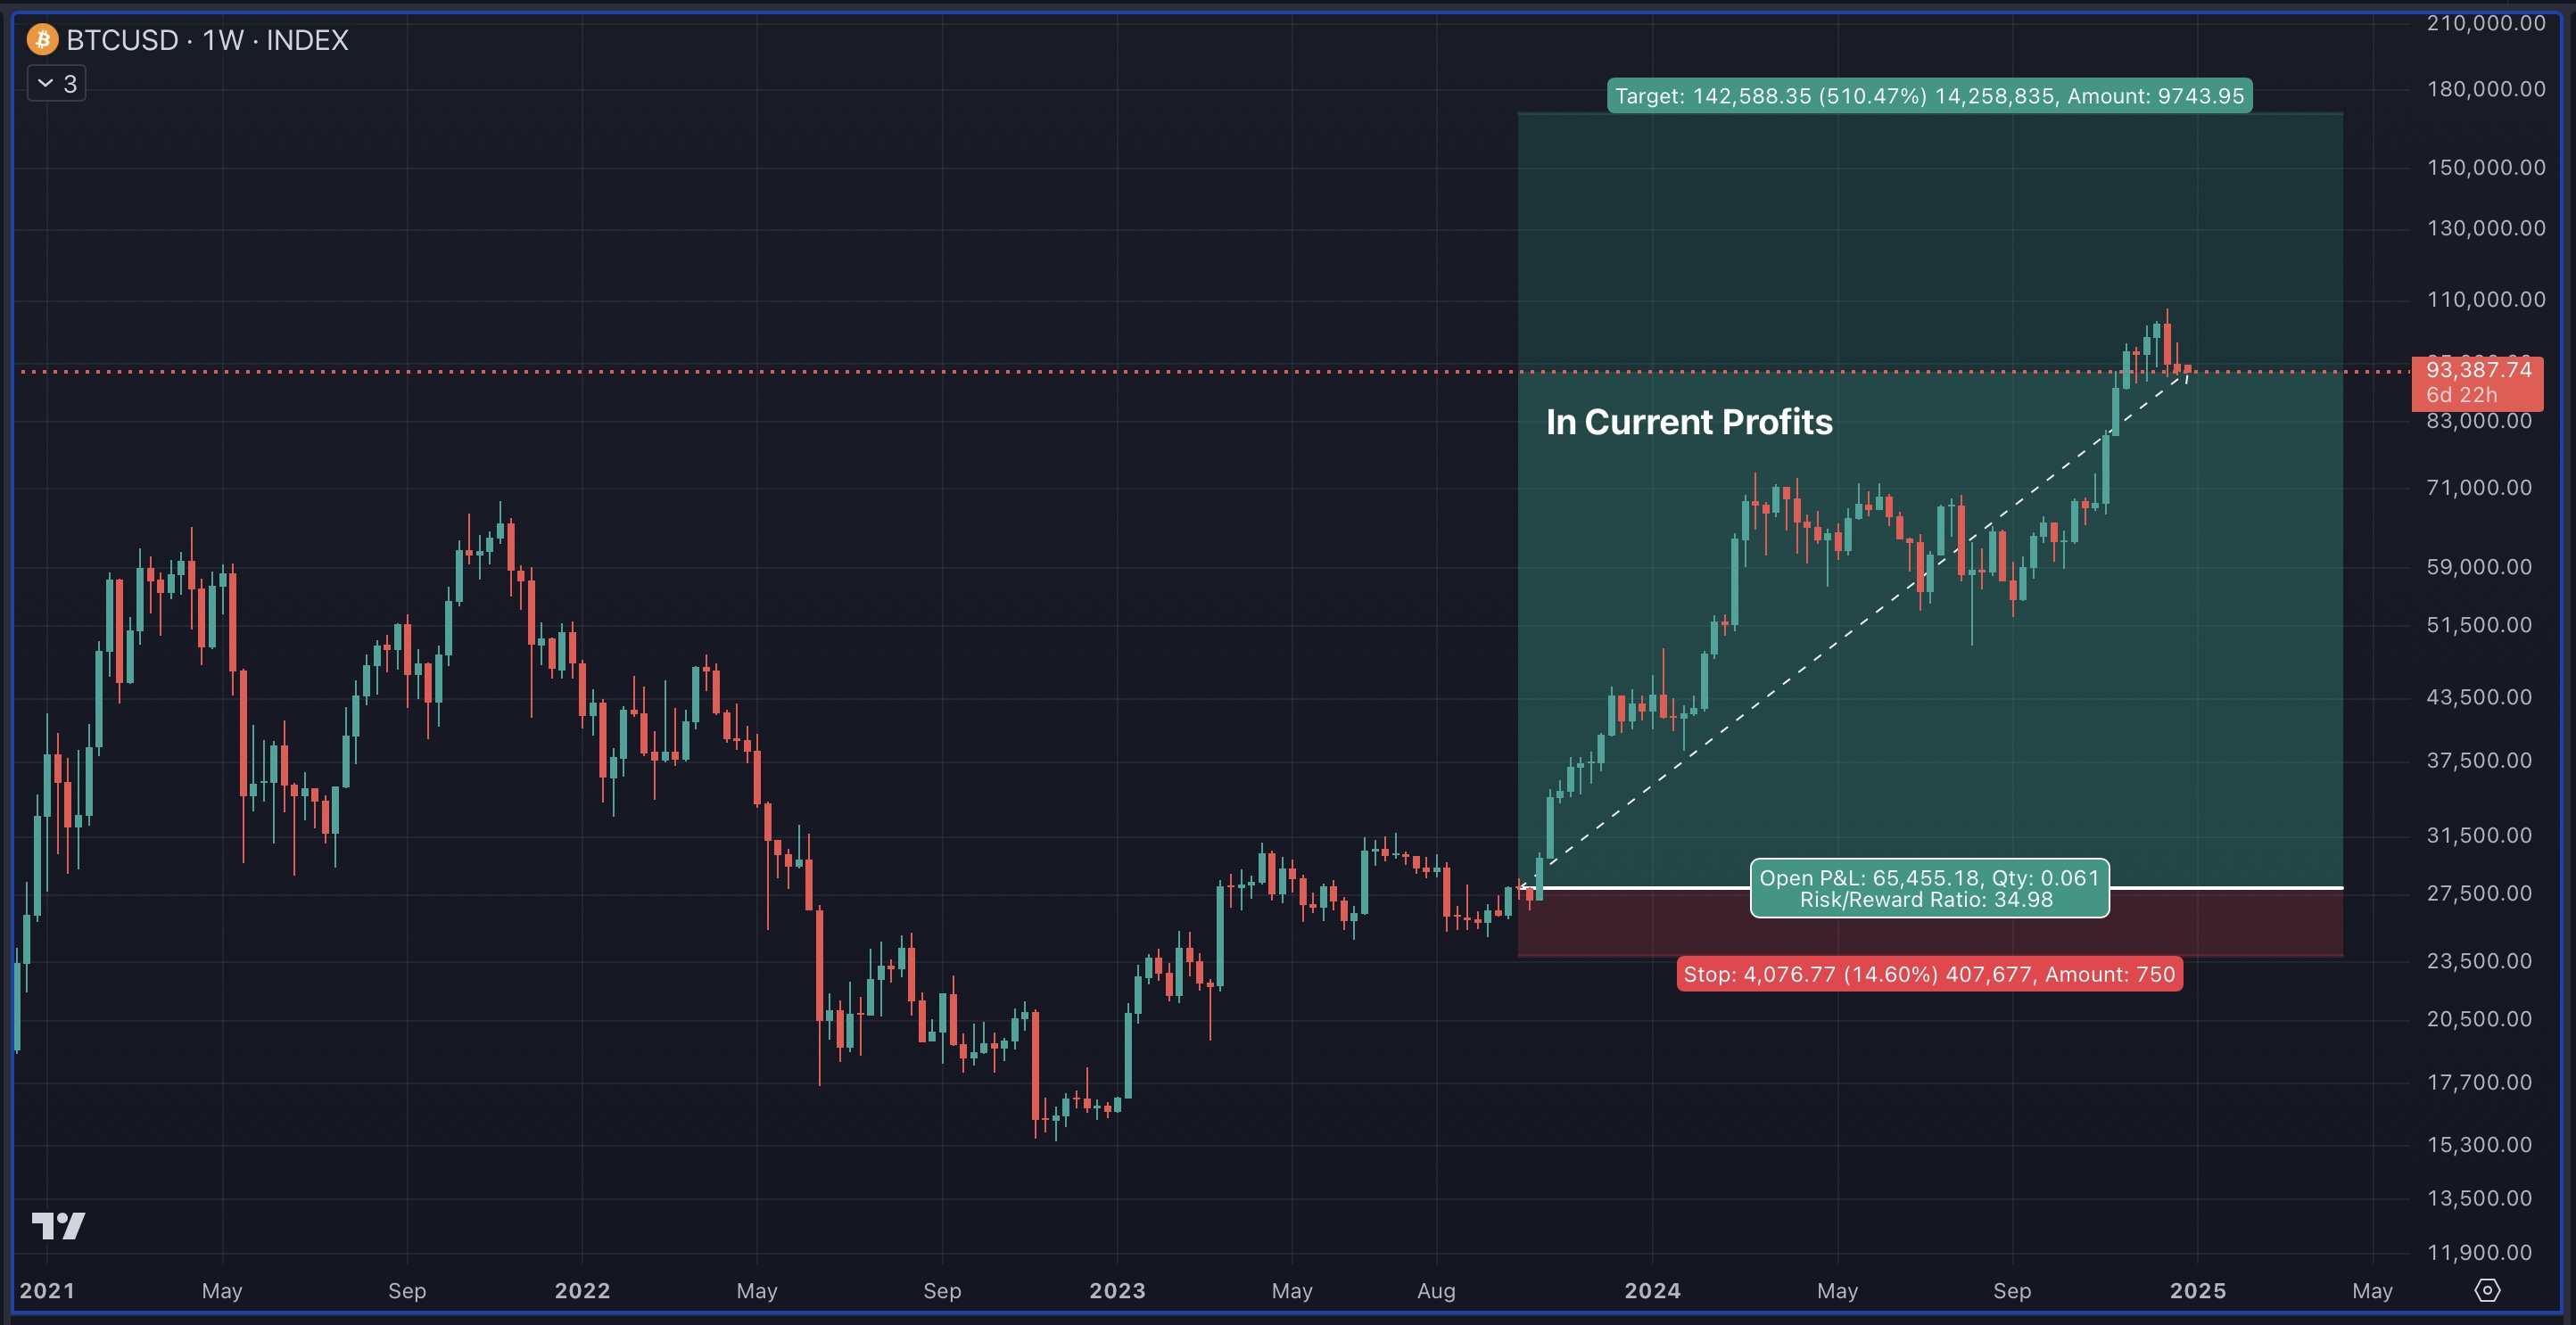 BTCUSD · 1W · INDEX
3
Target: 142,588.35 (510.47%) 14,258,835, Amount: 9743.95
In Current Profits
Open P&L: 65,455.18, Qty: 0.061
Risk/Reward Ratio: 34.98
Stop: 4,076.77 (14.60%) 407,677, Amount: 750
210,000.00
180,000.00
150,000.00
130,000.00
110,000.00
93,387.74
6d 22h
83,000.00
71,000.00
59,000.00
51,500.00
43,500.00
37,500.00
31,500.00
27,500.00
23,500.00
20,500.00
17,700.00
15,300.00
13,500.00
11,900.00
2021 May Sep 2022 May Sep 2023 May Aug 2024 May Sep 2025 May